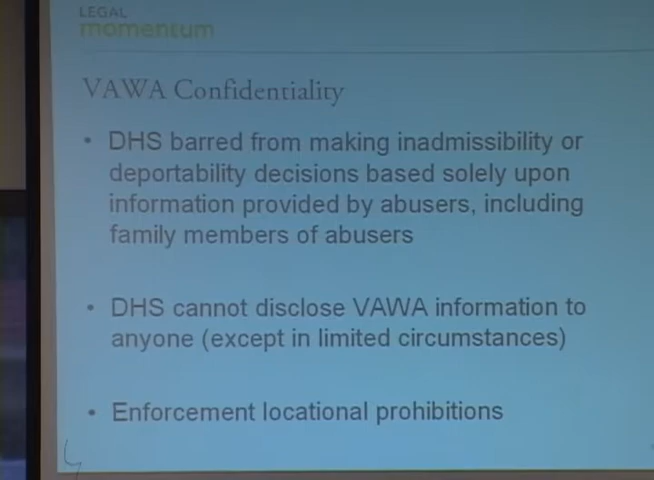 LEGAL
momentum
VAWA Confidentiality
• DHS barred from making inadmissibility or
deportability decisions based solely upon
information provided by abusers, including
family members of abusers
• DHS cannot disclose VAWA information to
anyone (except in limited circumstances)
• Enforcement locational prohibitions